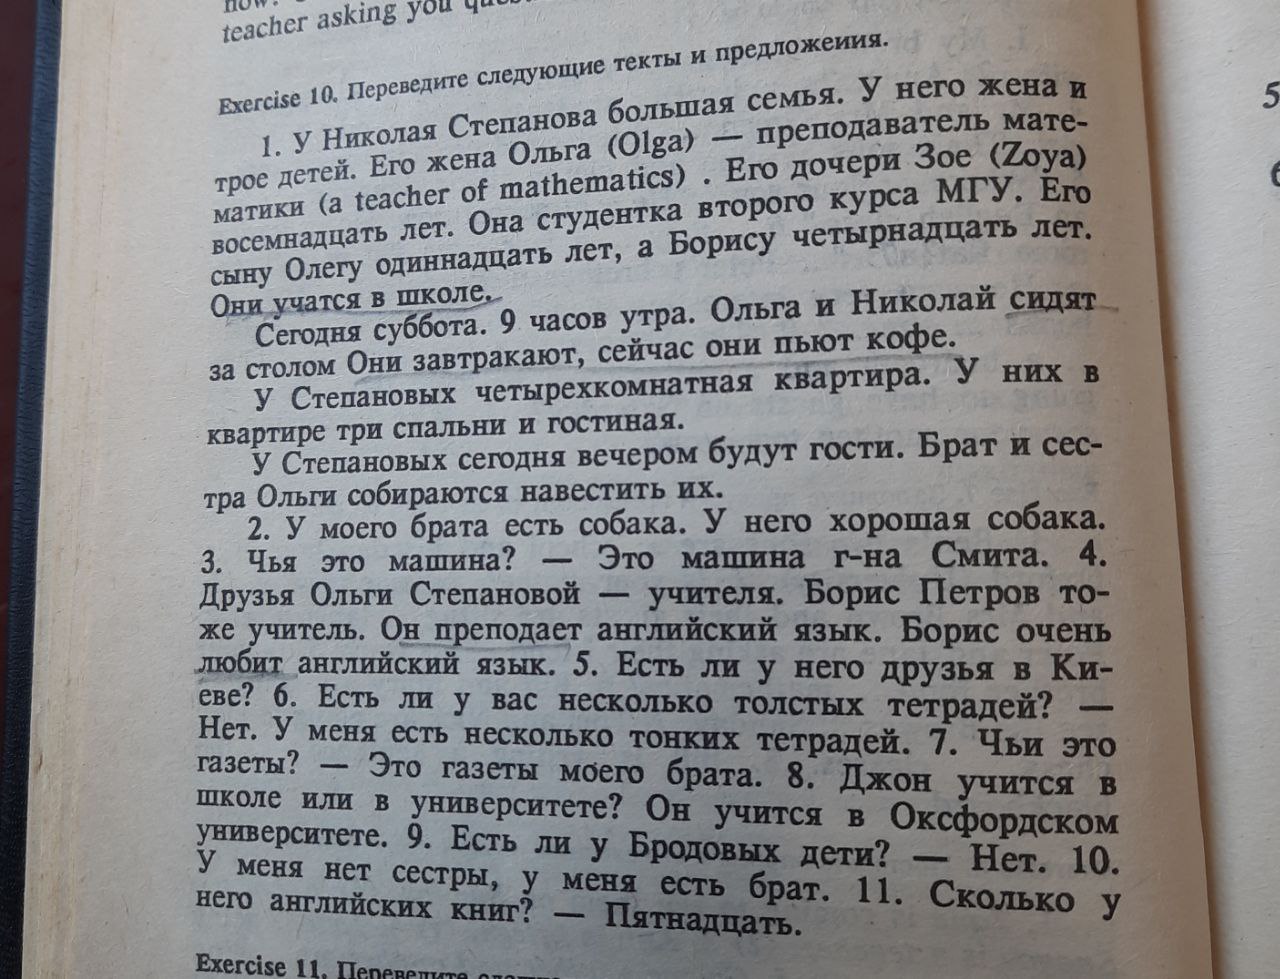 teacher asking you
Exercise 10. Переведите следующие текты и предложеиия.
1. У Николая Степанова большая семья. У него жена и
трое детей. Его жена Ольга (Olga) — преподаватель мате-
матики (a teacher of mathematics) . Его дочери Зое (Zoya)
восемнадцать лет. Она студентка второго курса МГУ. Его
сыну Олегу одиннадцать лет, а Борису четырнадцать лет.
Они учатся в школе.
Сегодня суббота. 9 часов утра. Ольга и Николай сидят
за столом Они завтракают, сейчас они пьют кофе.
У Степановых четырехкомнатная квартира. У них в
квартире три спальни и гостиная.
У Степановых сегодня вечером будут гости. Брат и сес-
тра Ольги собираются навестить их.
2. У моего брата есть собака. У него хорошая собака.
3. Чья это машина? — Это машина г-на Смита. 4.
Друзья Ольги Степановой — учителя. Борис Петров то-
же учитель. Он преподает английский язык. Борис очень
любит английский язык. 5. Есть ли у него друзья в Ки-
еве? 6. Есть ли у вас несколько толстых тетрадей? —
Нет. У меня есть несколько тонких тетрадей. 7. Чьи это
газеты? — Это газеты моего брата. 8. Джон учится в
школе или в университете? Он учится в Оксфордском
университете. 9. Есть ли у Бродовых дети? — Нет. 10.
У меня нет сестры, у меня есть брат. 11. Сколько у
него английских книг? — Пятнадцать.
Exercise 11. Переведите
5
6